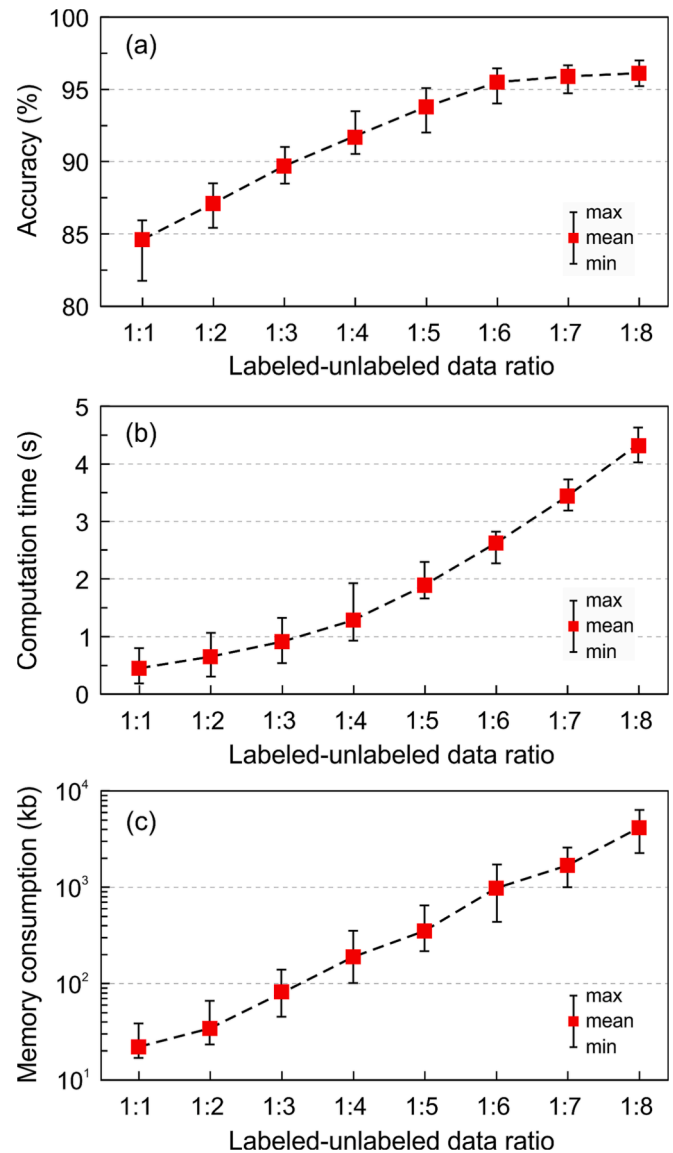 (a)
Accuracy (%)
100
95
90
85
80
max
mean
min
1:1 1:2 1:3 1:4 1:5 1:6 1:7 1:8
Labeled-unlabeled data ratio
(b)
Computation time (s)
5
4
3
2
1
0
max
mean
min
1:1 1:2 1:3 1:4 1:5 1:6 1:7 1:8
Labeled-unlabeled data ratio
(c)
Memory consumption (kb)
10⁴
10³
10²
10¹
max
mean
min
1:1 1:2 1:3 1:4 1:5 1:6 1:7 1:8
Labeled-unlabeled data ratio